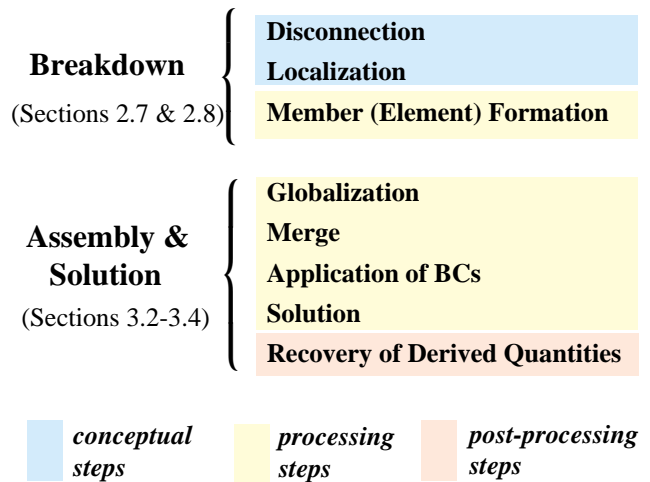 Breakdown
(Sections 2.7 & 2.8)
Disconnection
Localization
Member (Element) Formation
Assembly &
Solution
(Sections 3.2-3.4)
Globalization
Merge
Application of BCs
Solution
Recovery of Derived Quantities
conceptual
steps
processing
steps
post-processing
steps